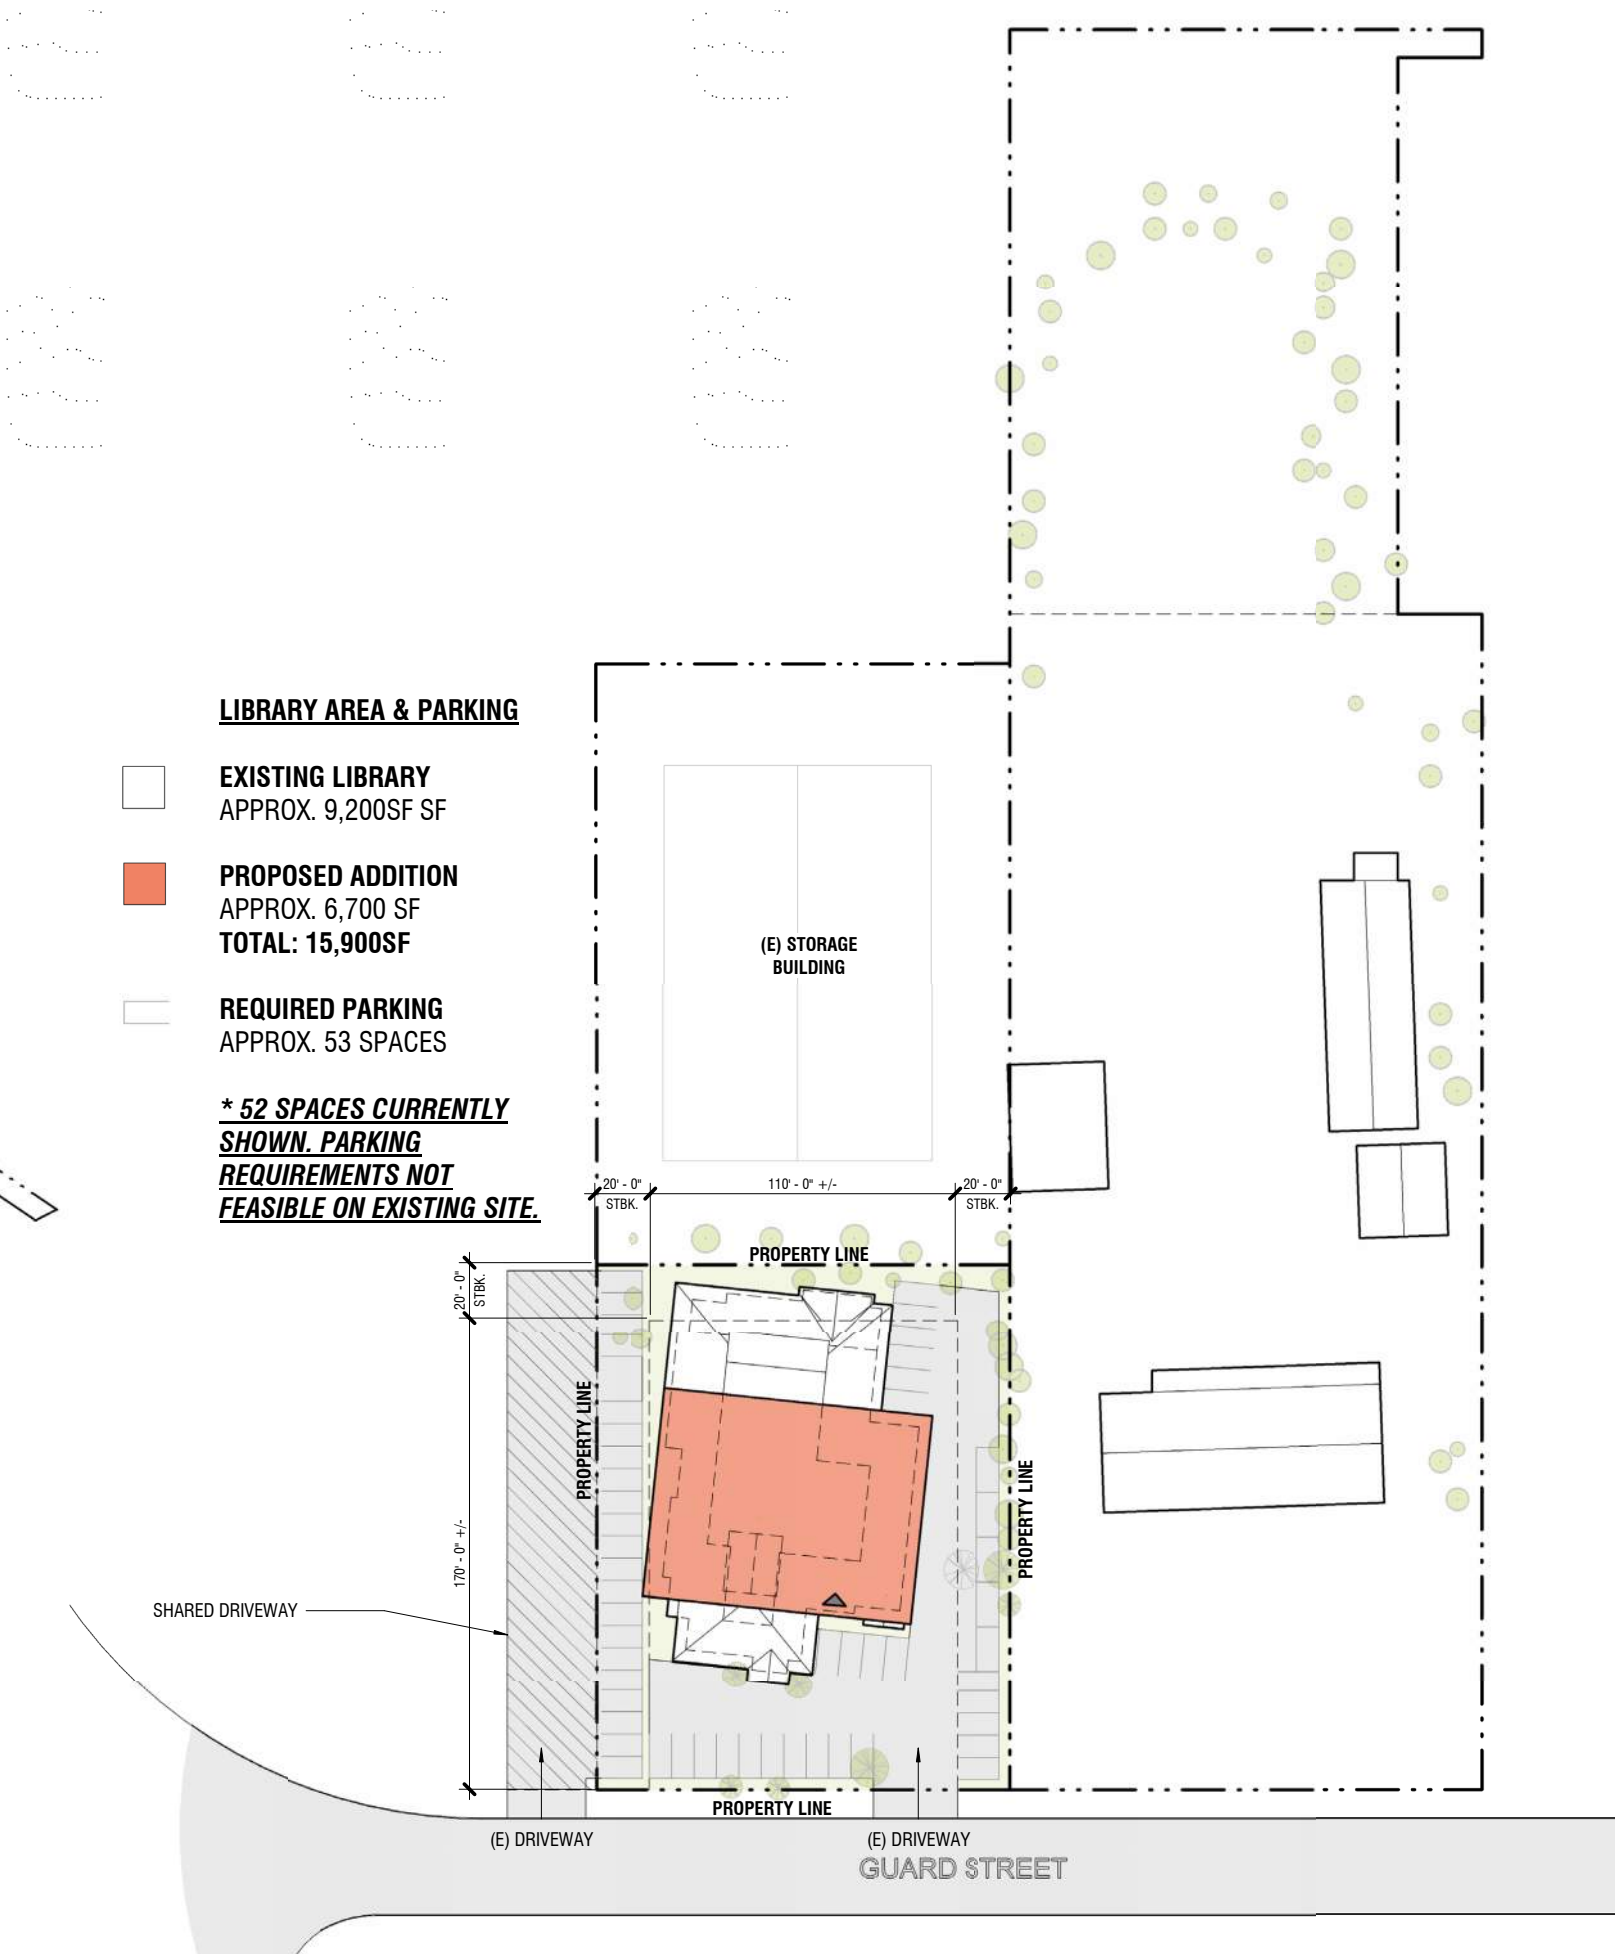 LIBRARY AREA & PARKING
EXISTING LIBRARY
APPROX. 9,200SF SF
PROPOSED ADDITION
APPROX. 6,700 SF
TOTAL: 15,900SF
REQUIRED PARKING
APPROX. 53 SPACES
* 52 SPACES CURRENTLY
SHOWN. PARKING
REQUIREMENTS NOT
FEASIBLE ON EXISTING SITE.
(E) STORAGE
BUILDING
20' - 0"
STBK.
110' - 0" +/-
20' - 0"
STBK.
PROPERTY LINE
20' - 0"
STBK.
PROPERTY LINE
PROPERTY LINE
170' - 0" +/-
SHARED DRIVEWAY
PROPERTY LINE
(E) DRIVEWAY
(E) DRIVEWAY
GUARD STREET